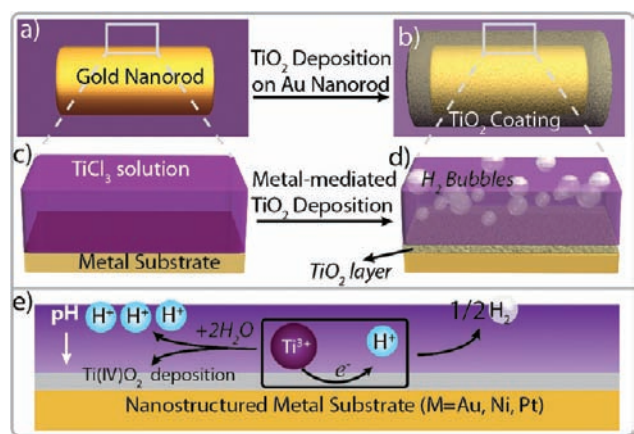 a)
Gold Nanorod
TiO2 Deposition
on Au Nanorod
b)
TiO2 Coating
c)
TiCl3 solution
Metal Substrate
Metal-mediated
TiO2 Deposition
d)
H2 Bubbles
TiO2 layer
e)
pH
H+ H+ H+
+2H2O
Ti(IV)O2 deposition
Ti3+
e-
H+
1/2 H2
Nanostructured Metal Substrate (M=Au, Ni, Pt)